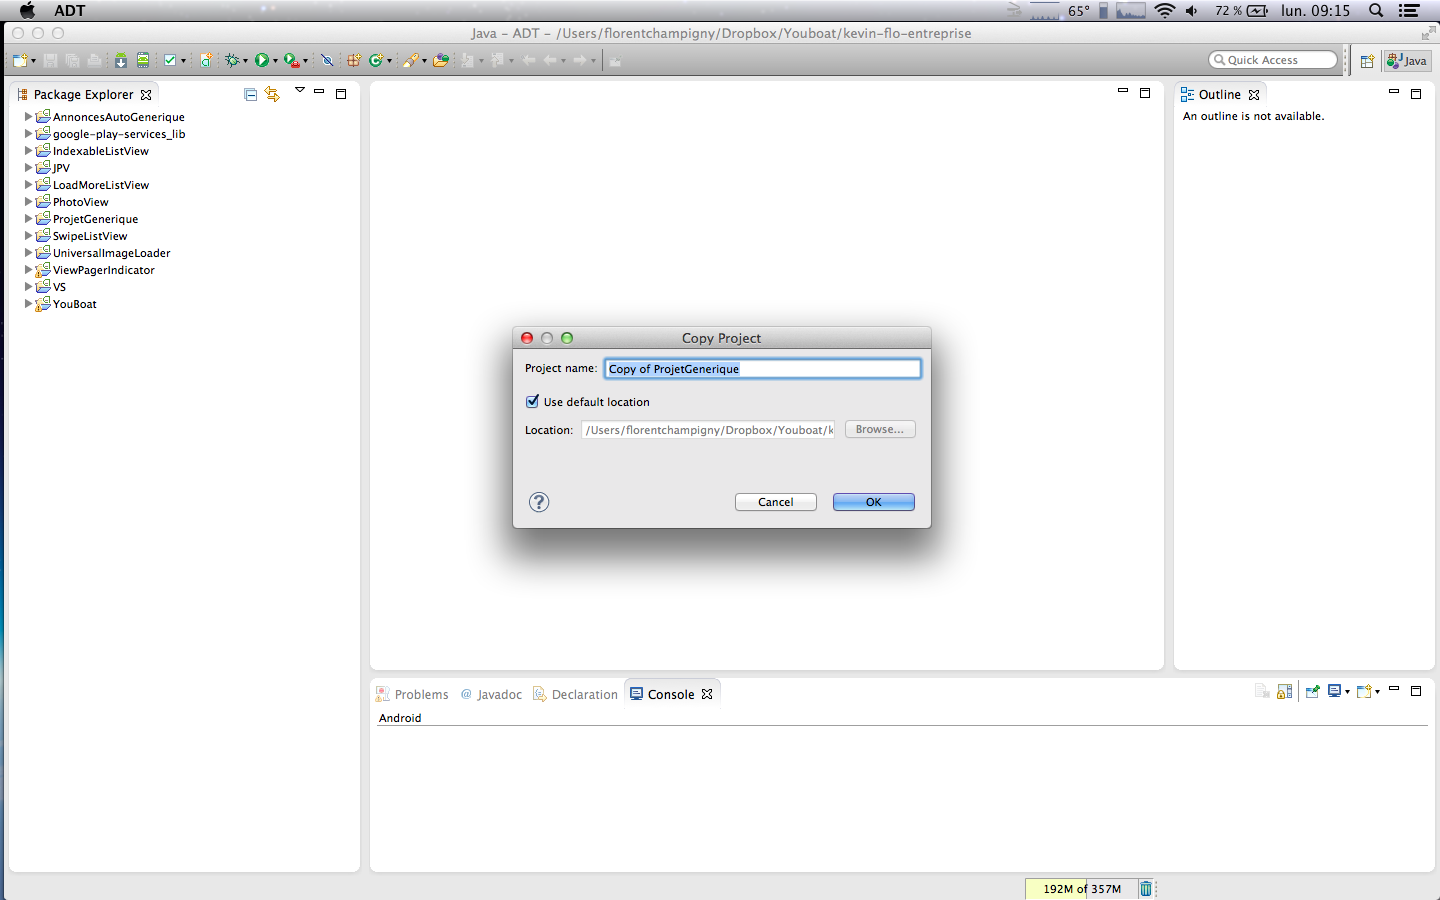 ADT
65°
72 %
lun. 09:15
Java - ADT - /Users/florentchampigny/Dropbox/Youboat/kevin-flo-entreprise
Quick Access
Java
Package Explorer
AnnoncesAutoGenerique
google-play-services_lib
IndexableListView
JPV
LoadMoreListView
PhotoView
ProjetGenerique
SwipeListView
UniversalImageLoader
ViewPagerIndicator
VS
YouBoat
Outline
An outline is not available.
Copy Project
Project name: Copy of ProjetGenerique
Use default location
Location: /Users/florentchampigny/Dropbox/Youboat/k
Browse...
?
Cancel
OK
Problems
@ Javadoc
Declaration
Console
Android
192M of 357M